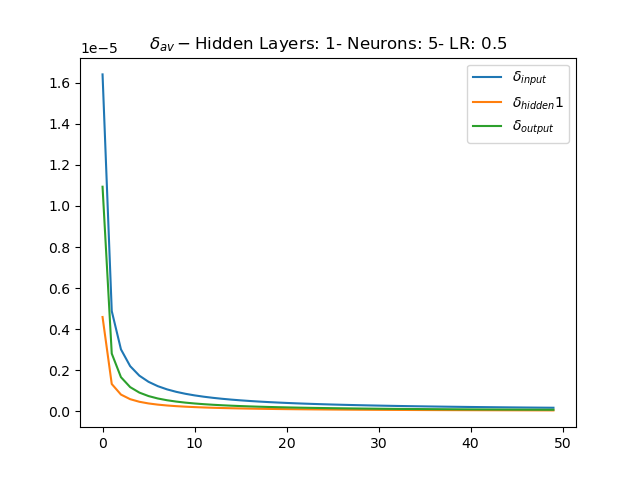 1e−5
δav − Hidden Layers: 1- Neurons: 5- LR: 0.5
δinput
δhidden1
δoutput
1.6
1.4
1.2
1.0
0.8
0.6
0.4
0.2
0.0
0 10 20 30 40 50